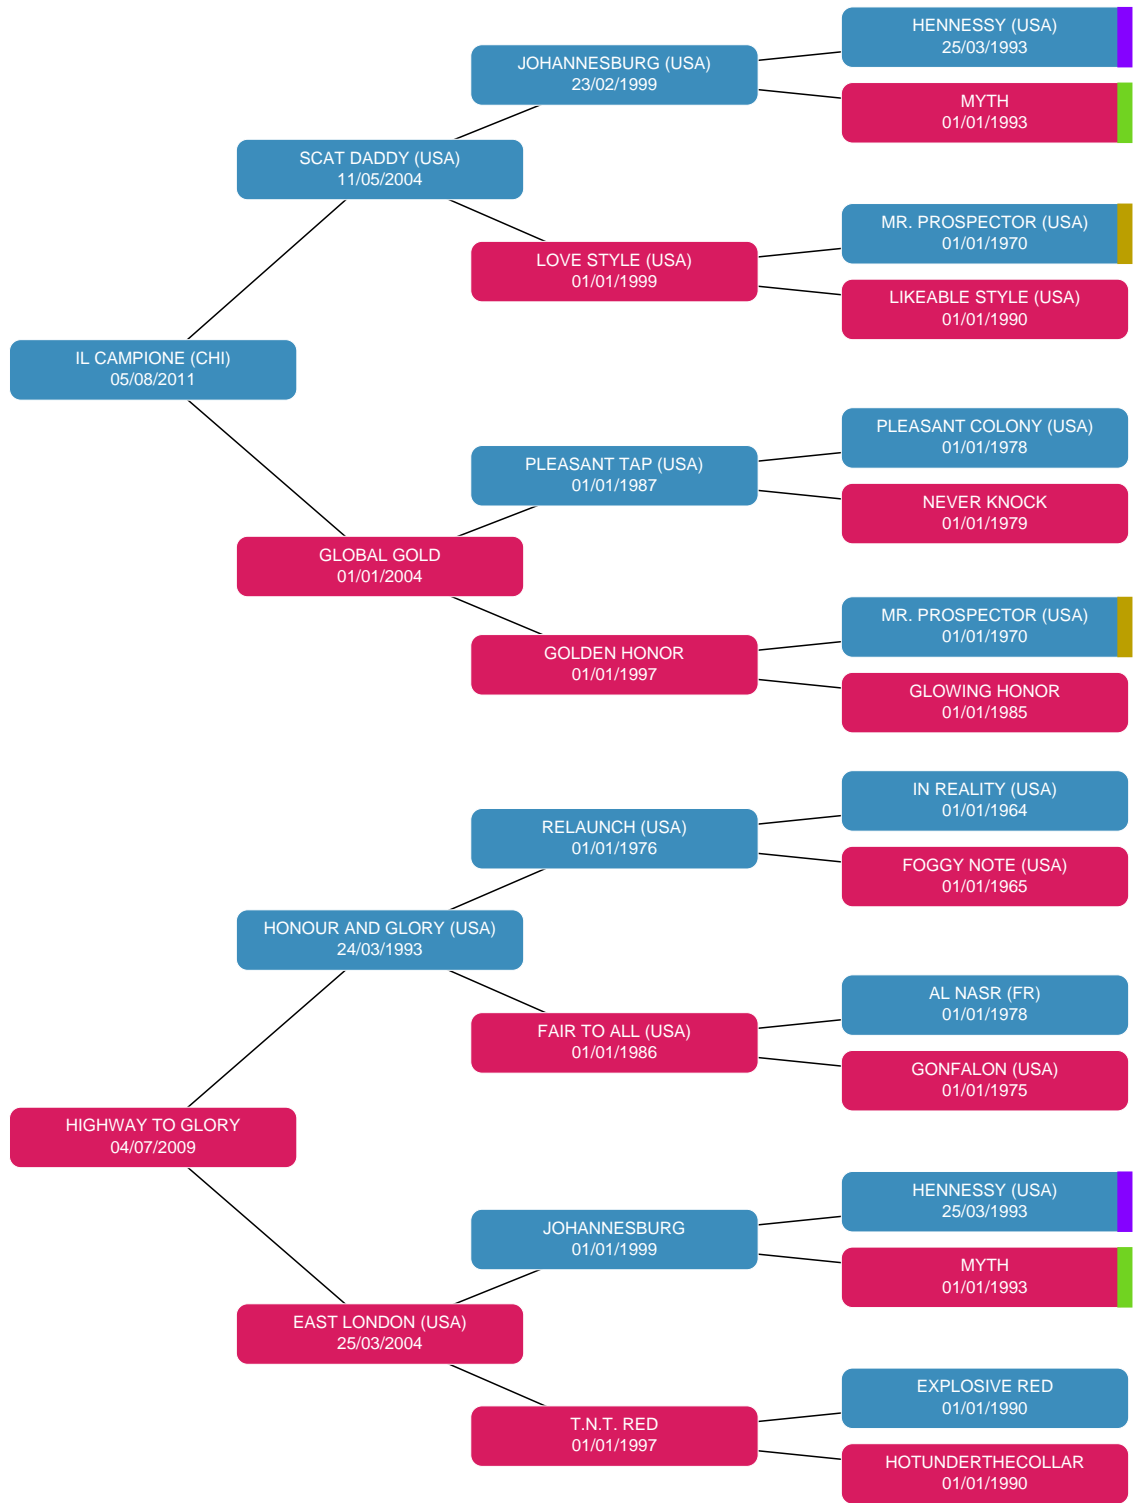 HENNESSY (USA)
25/03/1993
JOHANNESBURG (USA)
23/02/1999
MYTH
01/01/1993
SCAT DADDY (USA)
11/05/2004
MR. PROSPECTOR (USA)
01/01/1970
LOVE STYLE (USA)
01/01/1999
LIKEABLE STYLE (USA)
01/01/1990
IL CAMPIONE (CHI)
05/08/2011
PLEASANT COLONY (USA)
01/01/1978
PLEASANT TAP (USA)
01/01/1987
NEVER KNOCK
01/01/1979
GLOBAL GOLD
01/01/2004
MR. PROSPECTOR (USA)
01/01/1970
GOLDEN HONOR
01/01/1997
GLOWING HONOR
01/01/1985
IN REALITY (USA)
01/01/1964
RELAUNCH (USA)
01/01/1976
FOGGY NOTE (USA)
01/01/1965
HONOUR AND GLORY (USA)
24/03/1993
AL NASR (FR)
01/01/1978
FAIR TO ALL (USA)
01/01/1986
GONFALON (USA)
01/01/1975
HIGHWAY TO GLORY
04/07/2009
HENNESSY (USA)
25/03/1993
JOHANNESBURG
01/01/1999
MYTH
01/01/1993
EAST LONDON (USA)
25/03/2004
EXPLOSIVE RED
01/01/1990
T.N.T. RED
01/01/1997
HOTUNDERTHECOLLAR
01/01/1990